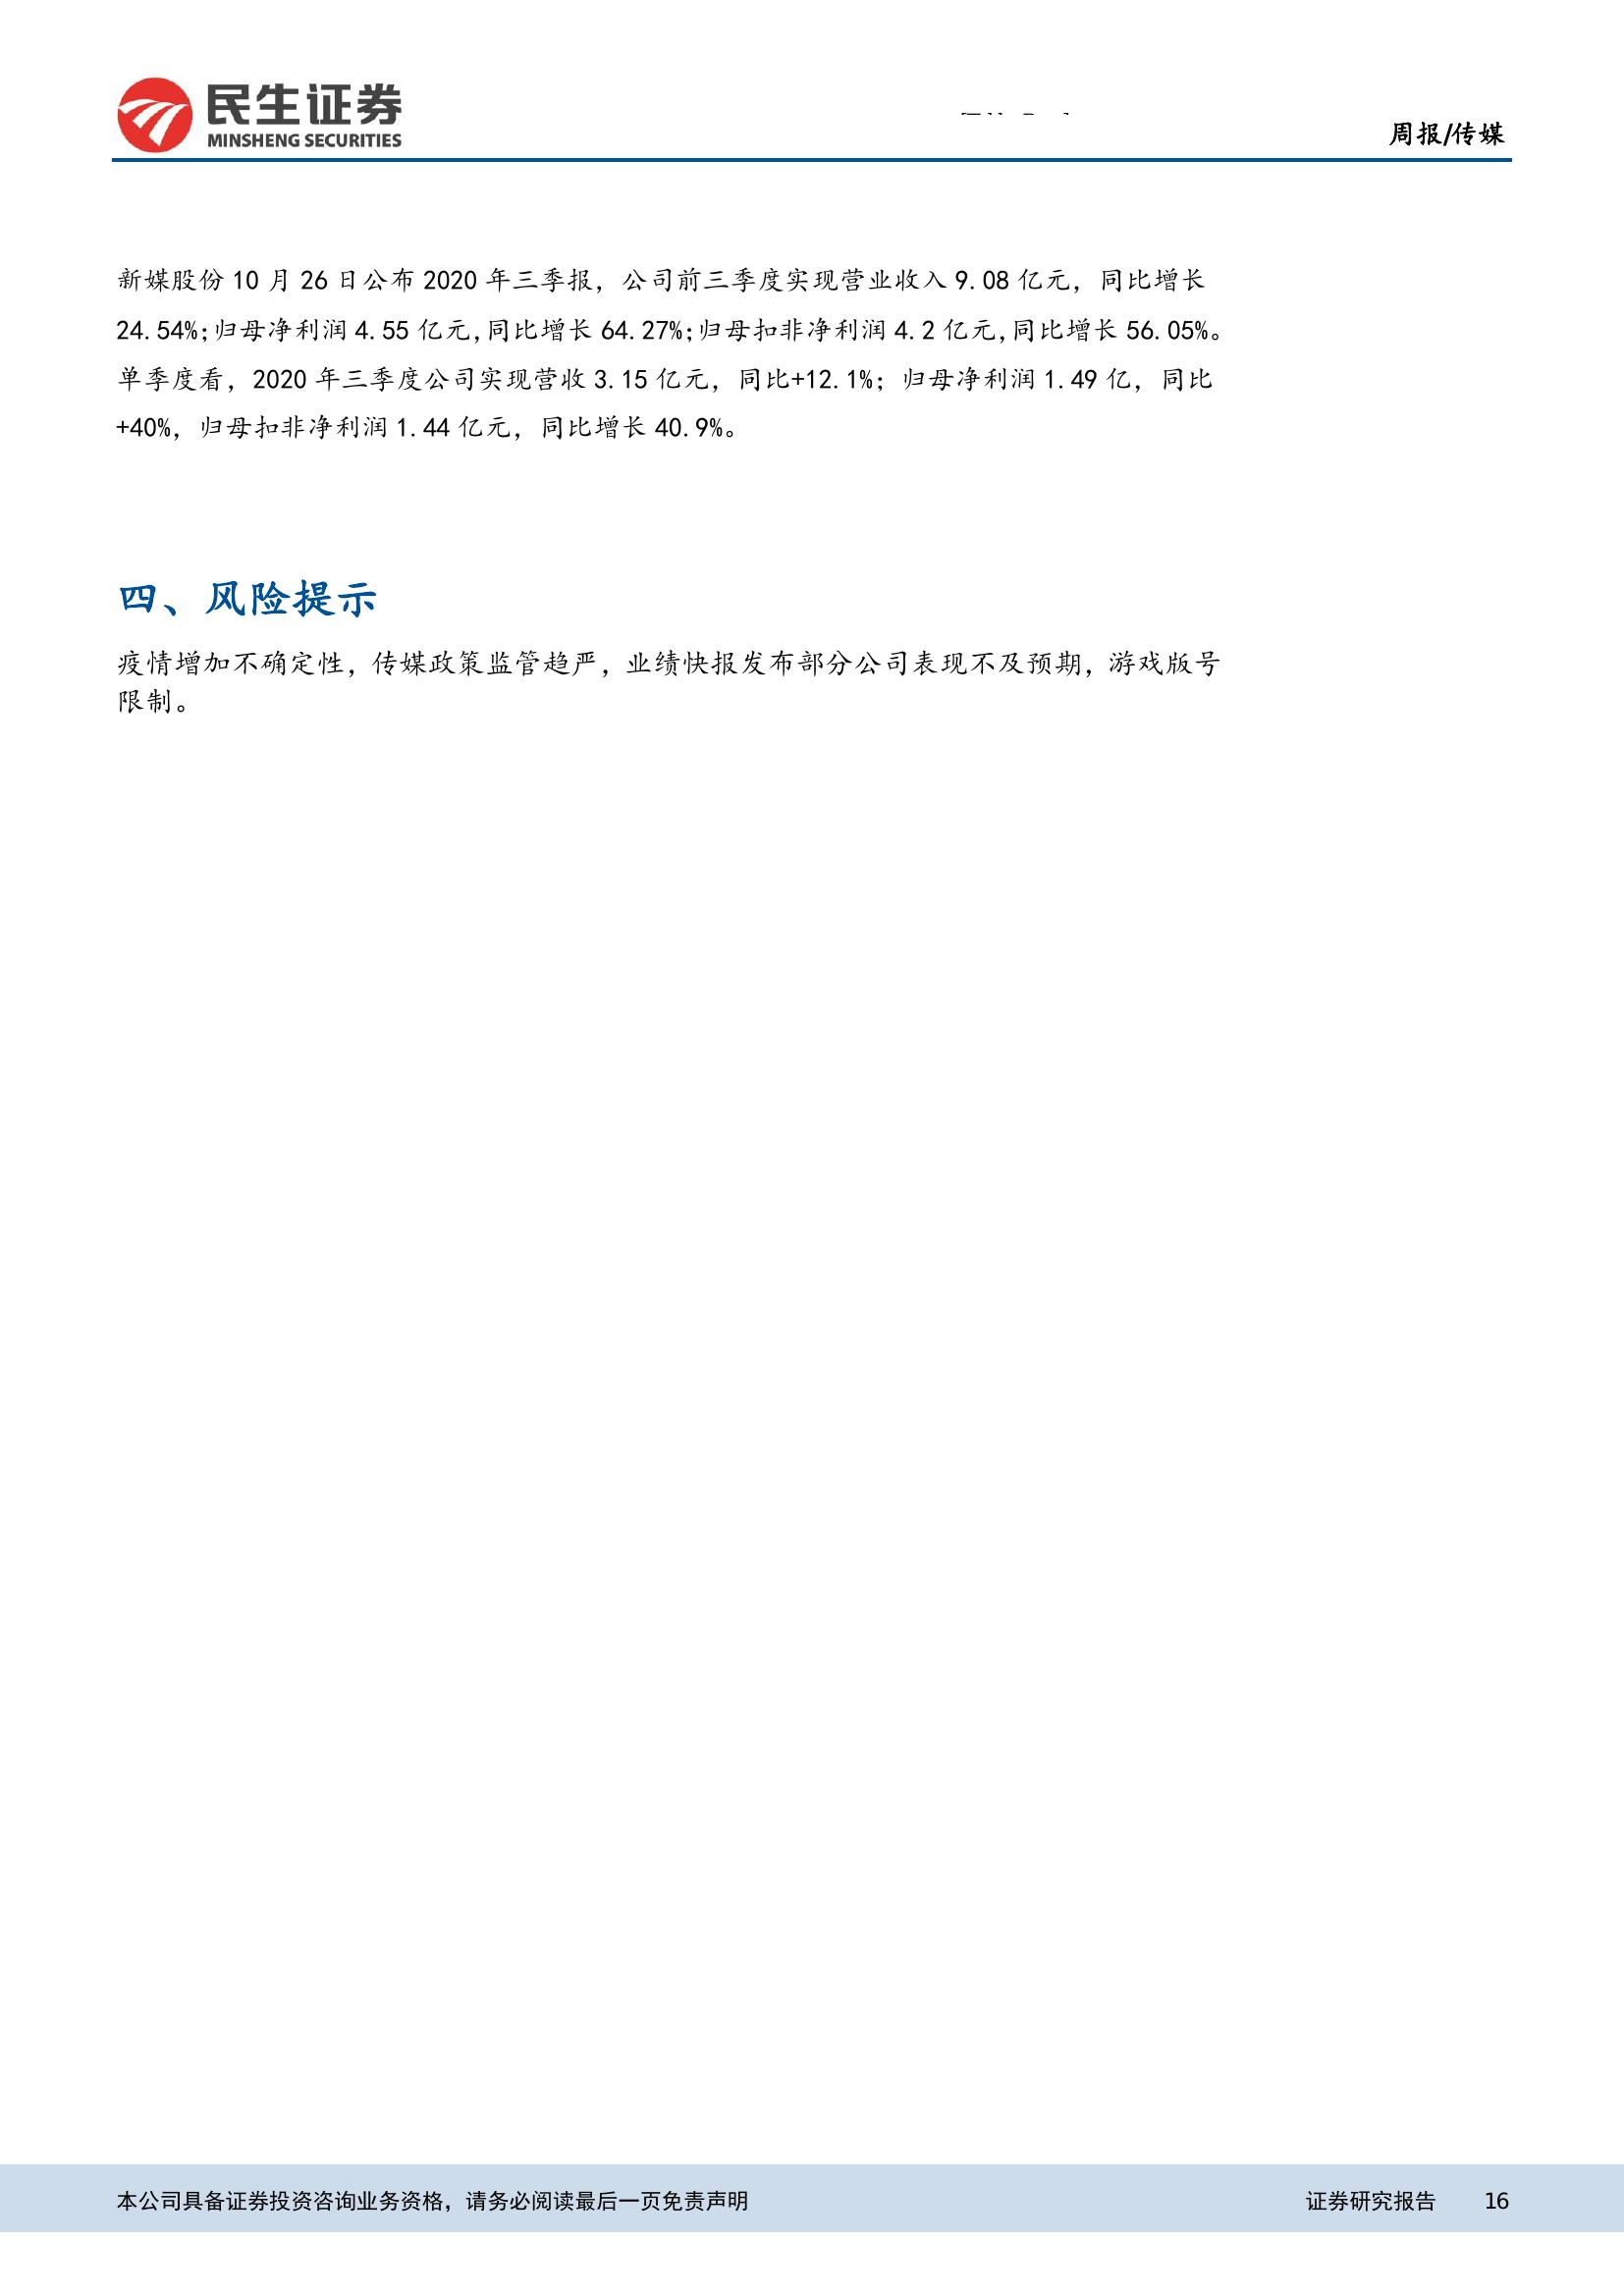 民生证券
MINSHENG SECURITIES
周报/传媒
新媒股份 10 月 26 日公布 2020 年三季报，公司前三季度实现营业收入 9.08 亿元，同比增长
24.54%;归母净利润 4.55 亿元,同比增长 64.27%;归母扣非净利润 4.2 亿元,同比增长 56.05%。
单季度看，2020 年三季度公司实现营收 3.15 亿元，同比+12.1%；归母净利润 1.49 亿，同比
+40%，归母扣非净利润 1.44 亿元，同比增长 40.9%。
四、风险提示
疫情增加不确定性，传媒政策监管趋严，业绩快报发布部分公司表现不及预期，游戏版号
限制。
本公司具备证券投资咨询业务资格，请务必阅读最后一页免责声明
证券研究报告 16